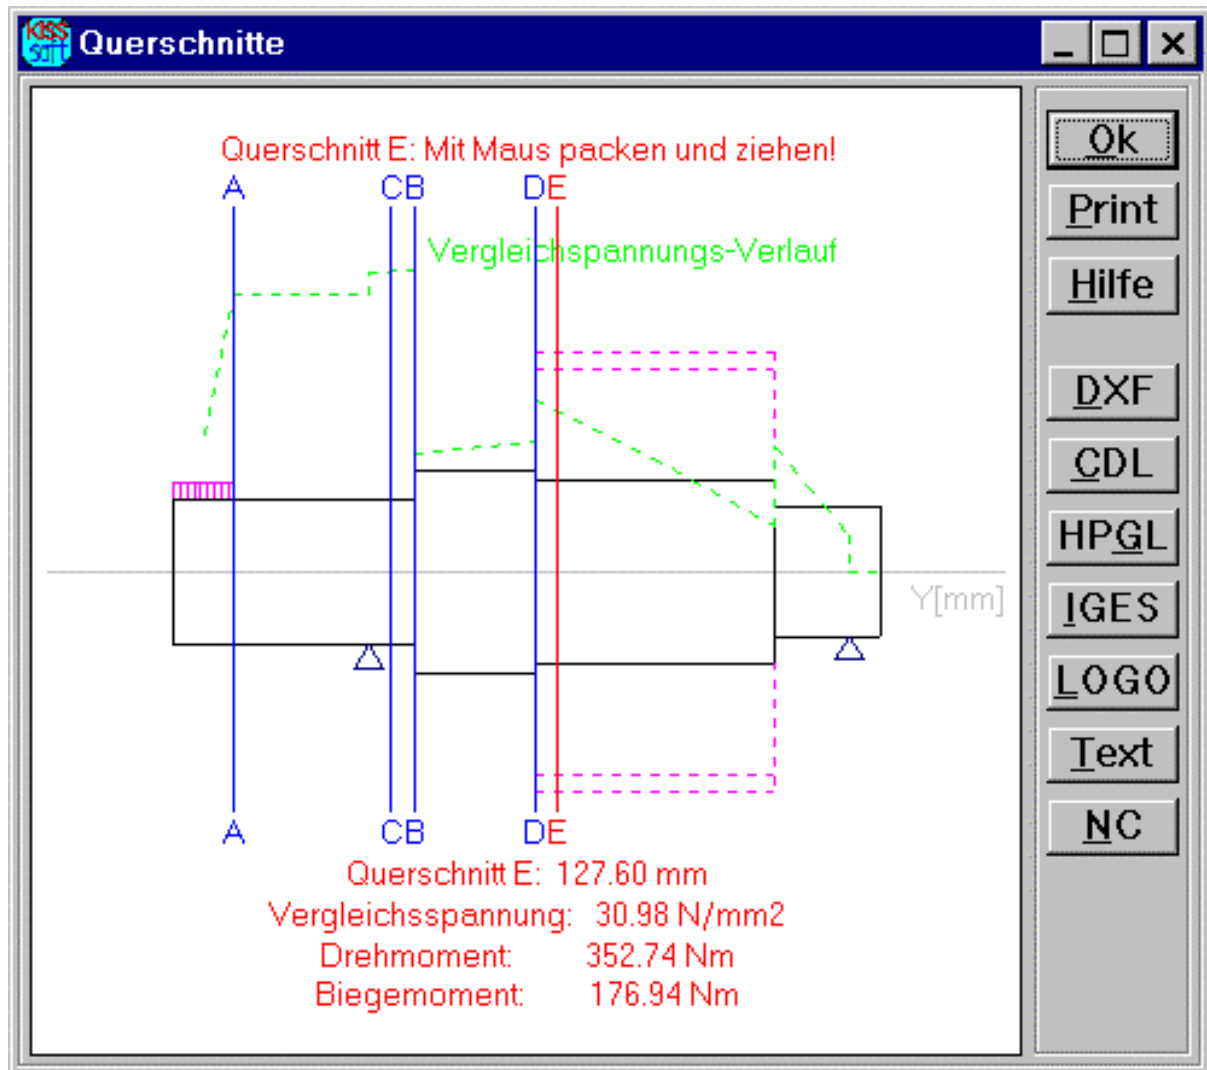 KISS
soft
Querschnitte
Querschnitt E: Mit Maus packen und ziehen!
A CB DE
Vergleichspannungs-Verlauf
Y[mm]
A CB DE
Querschnitt E: 127.60 mm
Vergleichsspannung: 30.98 N/mm2
Drehmoment: 352.74 Nm
Biegemoment: 176.94 Nm
Ok
Print
Hilfe
DXF
CDL
HPGL
IGES
LOGO
Text
NC